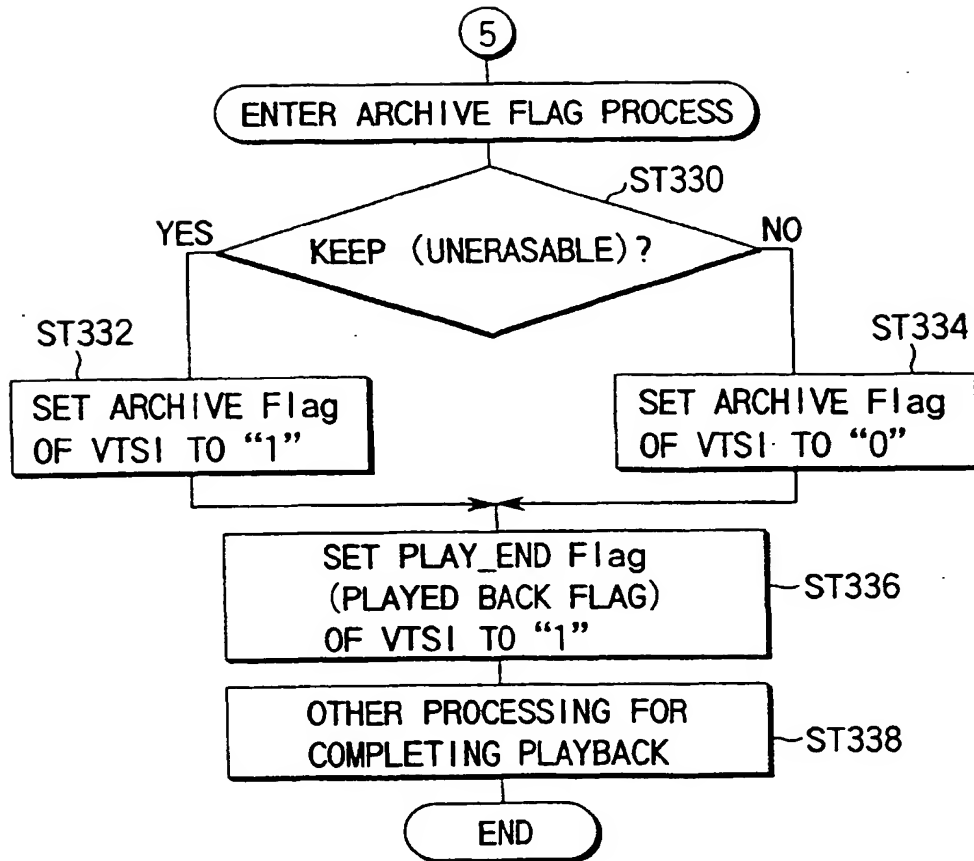 5
ENTER ARCHIVE FLAG PROCESS
ST330
YES
KEEP (UNERASABLE)?
NO
ST332
ST334
SET ARCHIVE Flag
OF VTSI TO “1”
SET ARCHIVE Flag
OF VTSI TO “0”
SET PLAY_END Flag
(PLAYED BACK FLAG)
OF VTSI TO “1”
ST336
OTHER PROCESSING FOR
COMPLETING PLAYBACK
ST338
END